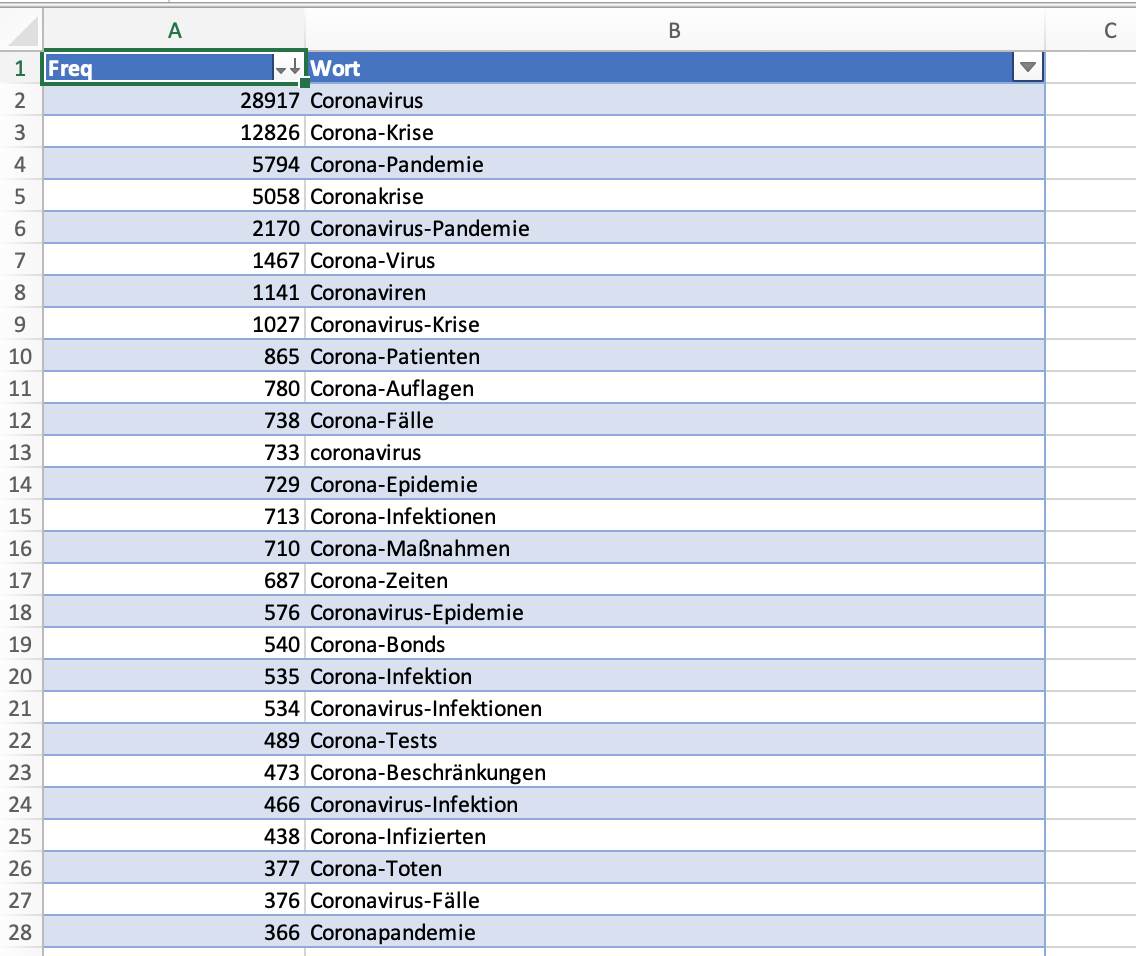 A B C
1 Freq Wort
2 28917 Coronavirus
3 12826 Corona-Krise
4 5794 Corona-Pandemie
5 5058 Coronakrise
6 2170 Coronavirus-Pandemie
7 1467 Corona-Virus
8 1141 Coronaviren
9 1027 Coronavirus-Krise
10 865 Corona-Patienten
11 780 Corona-Auflagen
12 738 Corona-Fälle
13 733 coronavirus
14 729 Corona-Epidemie
15 713 Corona-Infektionen
16 710 Corona-Maßnahmen
17 687 Corona-Zeiten
18 576 Coronavirus-Epidemie
19 540 Corona-Bonds
20 535 Corona-Infektion
21 534 Coronavirus-Infektionen
22 489 Corona-Tests
23 473 Corona-Beschränkungen
24 466 Coronavirus-Infektion
25 438 Corona-Infizierten
26 377 Corona-Toten
27 376 Coronavirus-Fälle
28 366 Coronapandemie